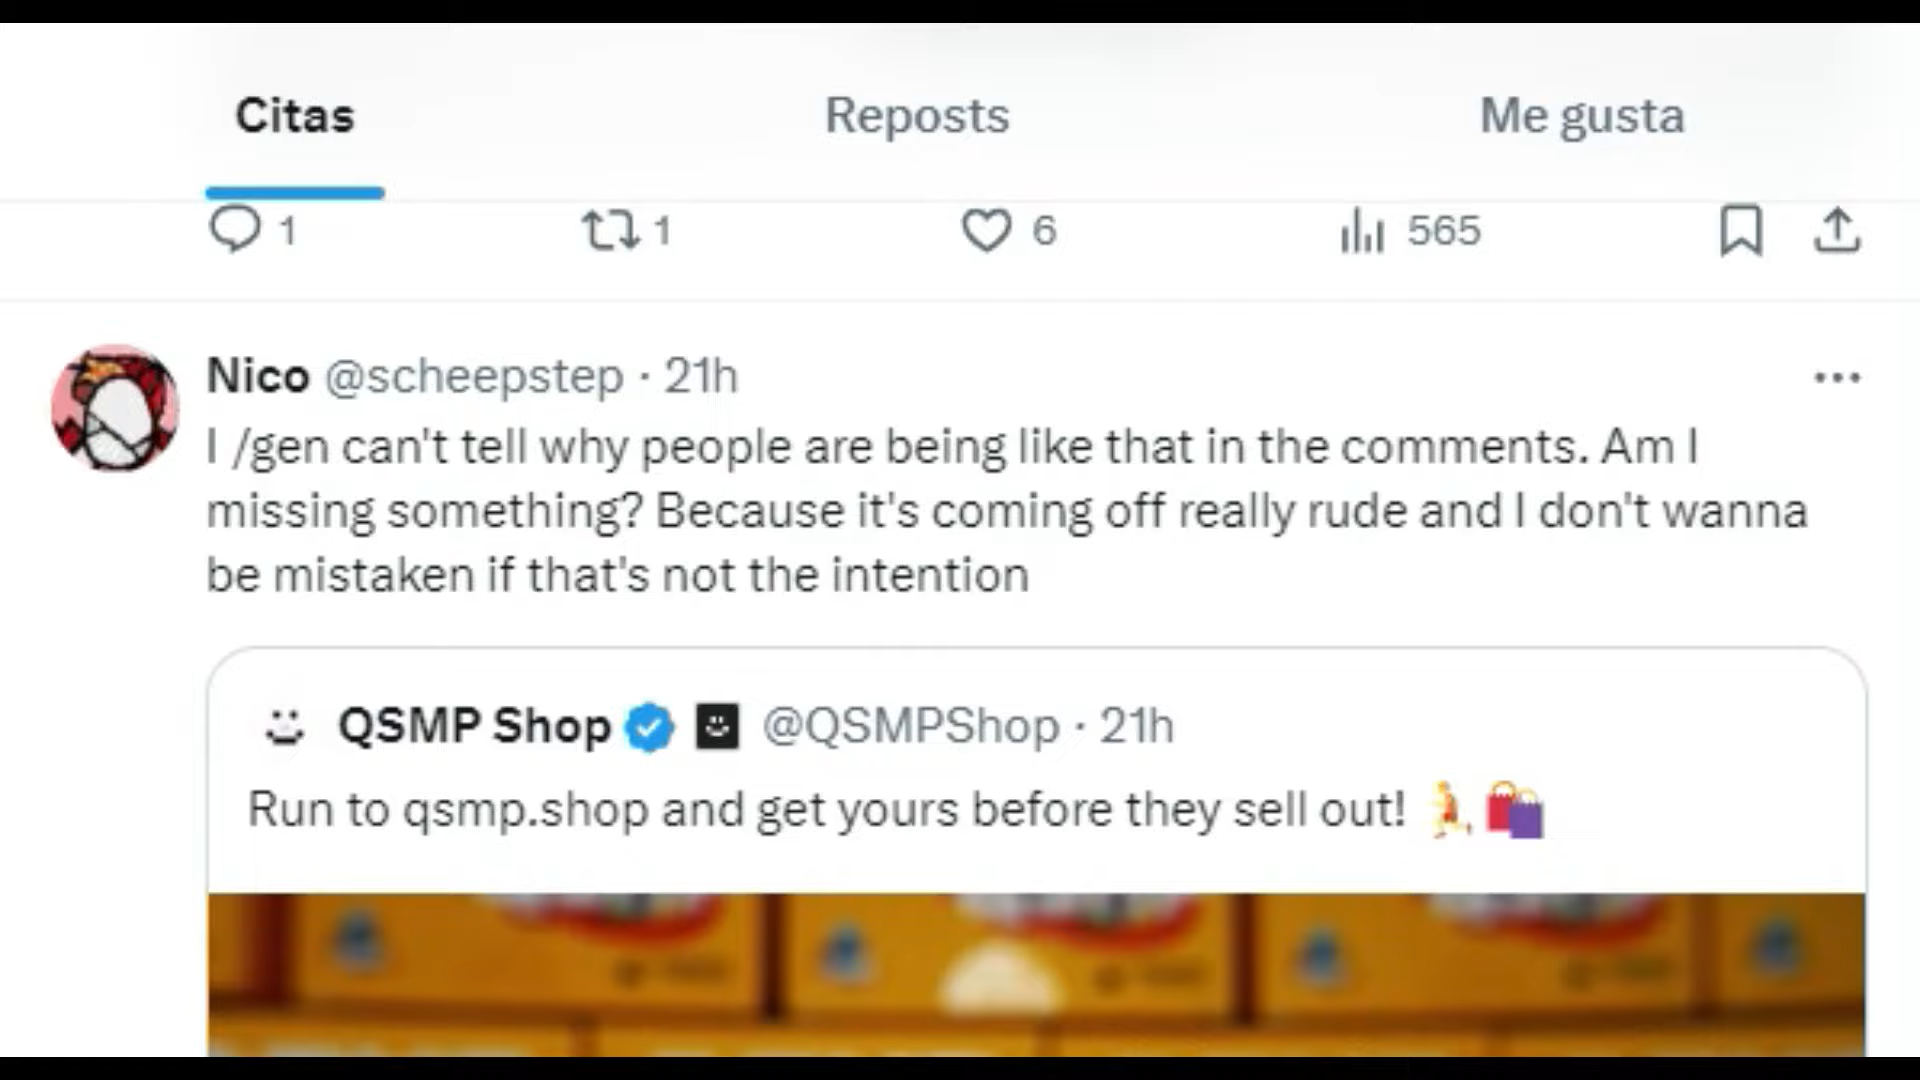 Citas Reposts Me gusta
1 1 6 565
Nico @scheepstep · 21h
I /gen can't tell why people are being like that in the comments. Am I
missing something? Because it's coming off really rude and I don't wanna
be mistaken if that's not the intention
QSMP Shop @QSMPShop · 21h
Run to qsmp.shop and get yours before they sell out! 🏃🛍️